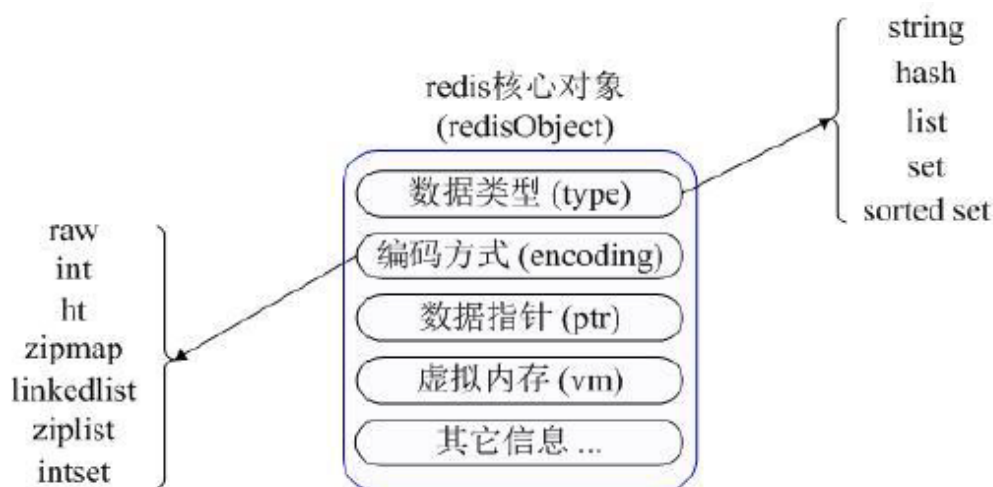 redis核心对象
(redisObject)
数据类型 (type)
编码方式 (encoding)
数据指针 (ptr)
虚拟内存 (vm)
其它信息 ...
string
hash
list
set
sorted set
raw
int
ht
zipmap
linkedlist
ziplist
intset